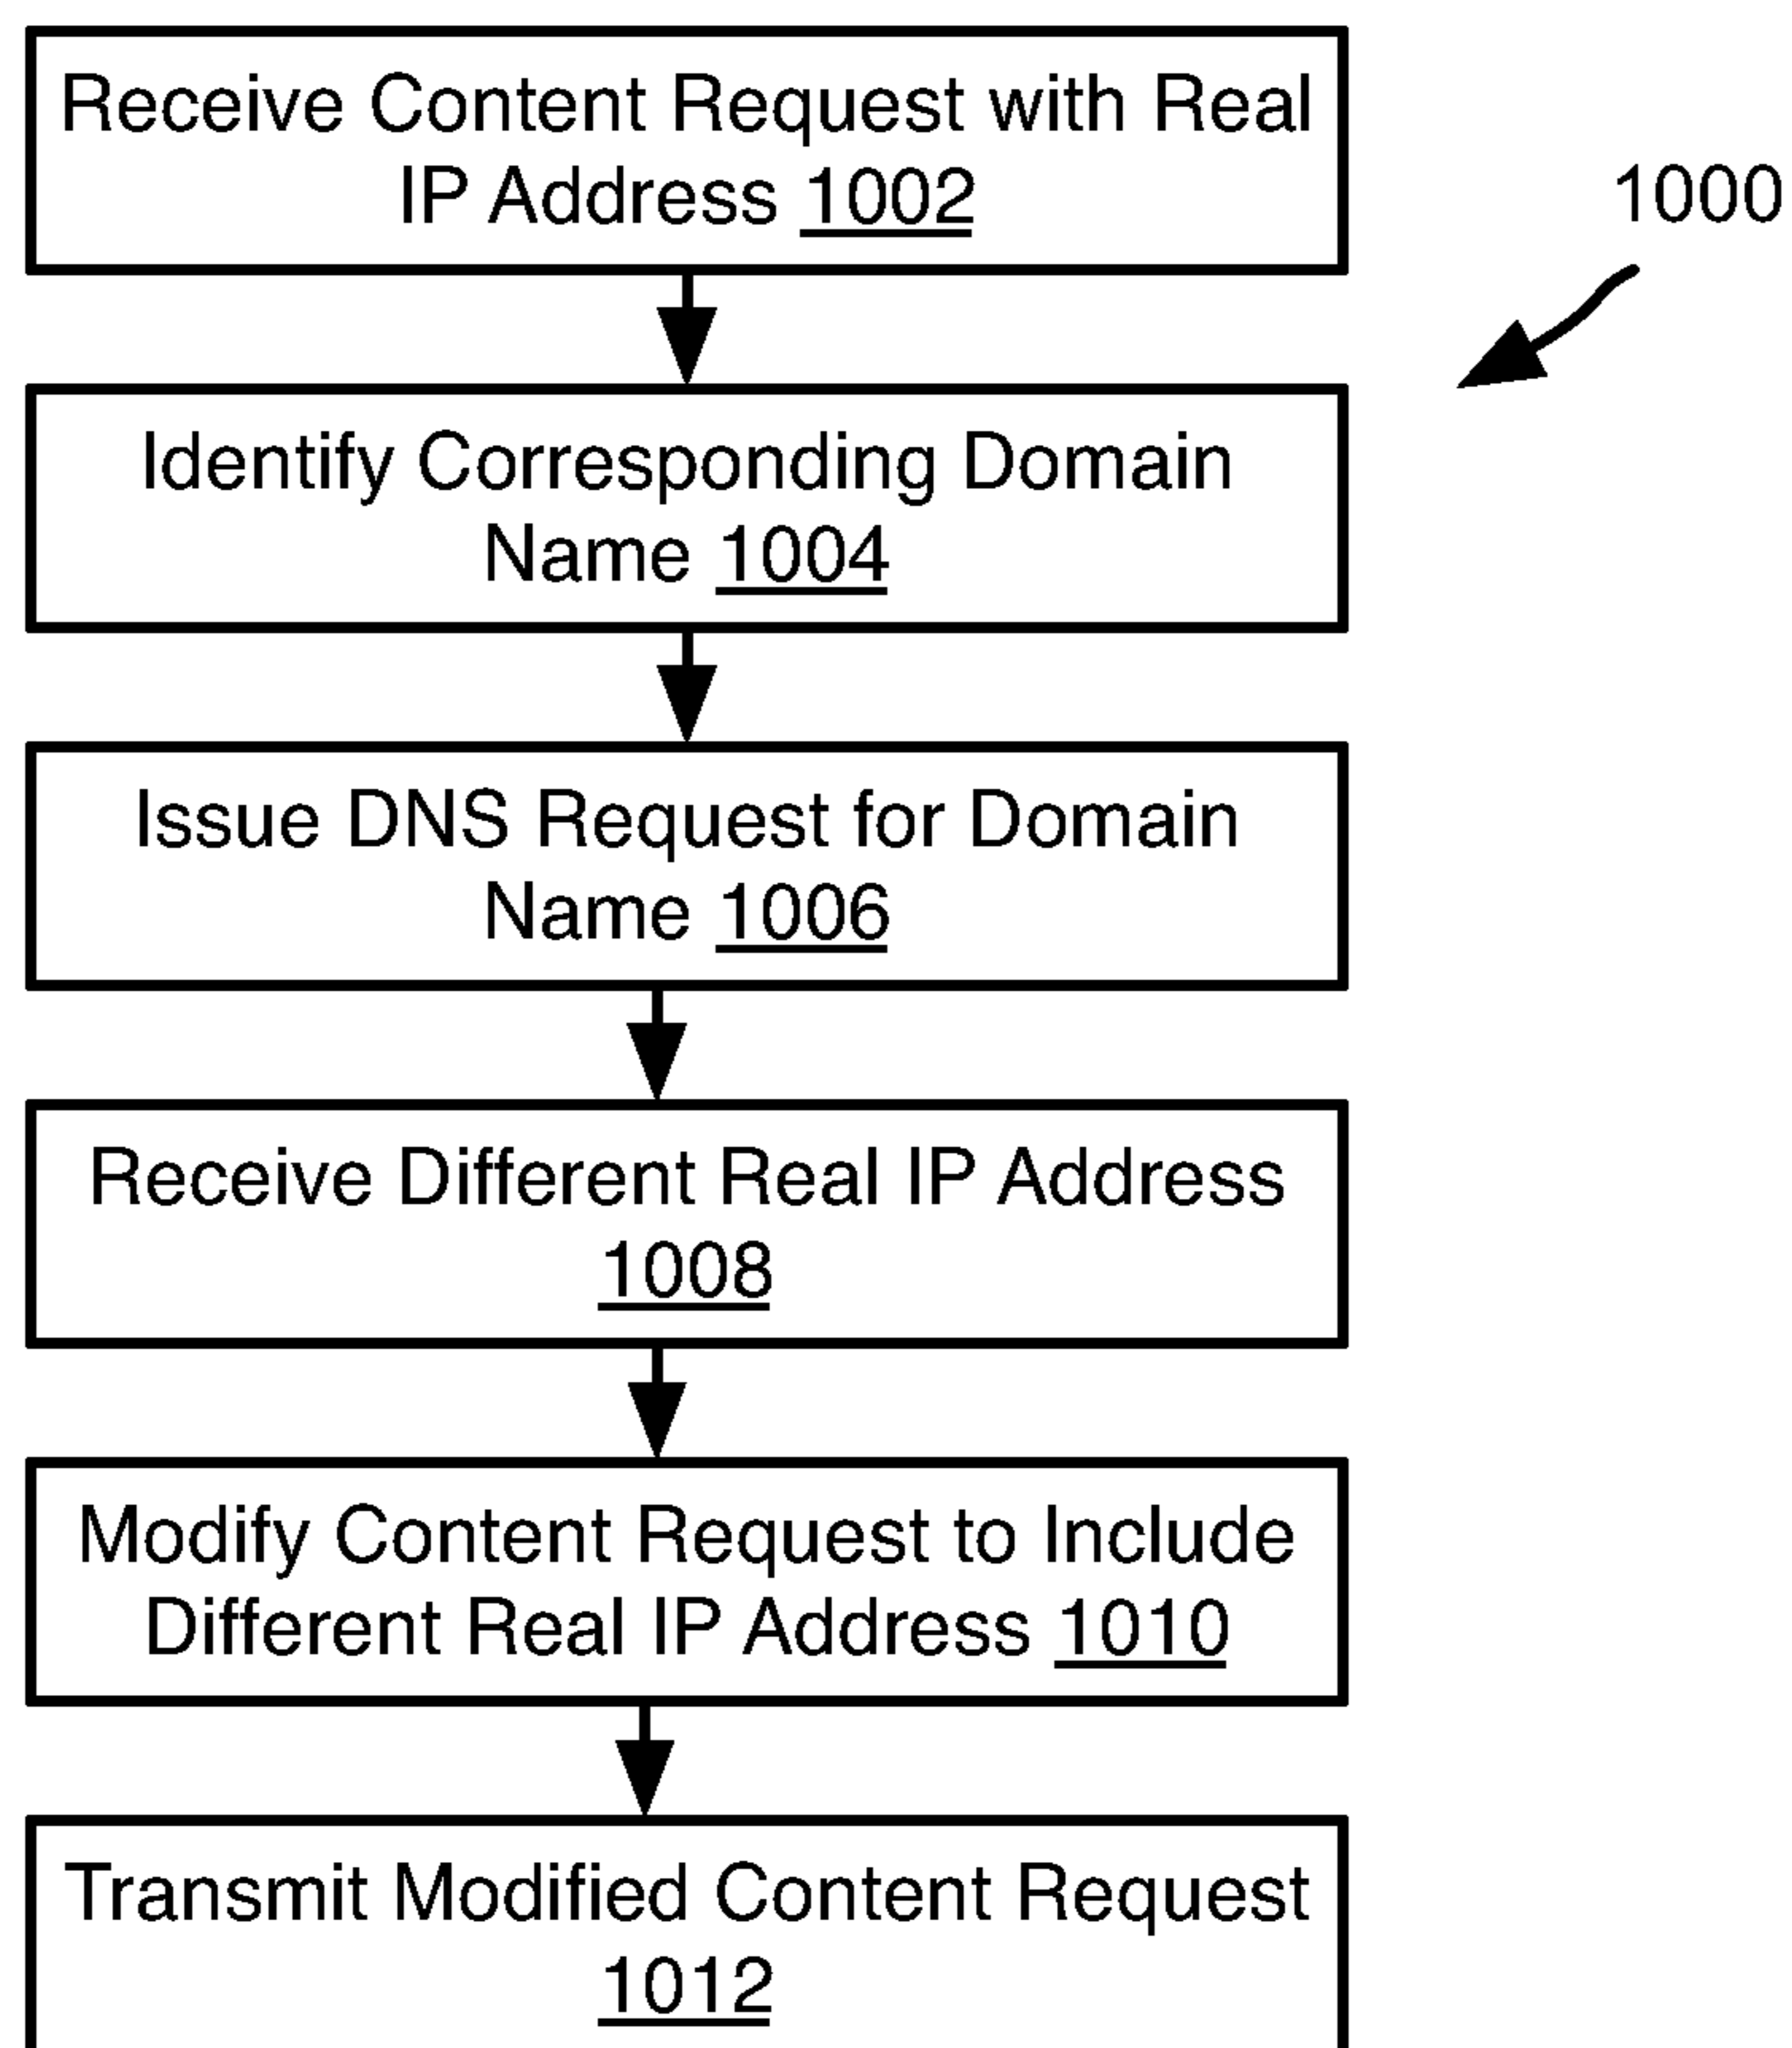 Receive Content Request with Real
IP Address 1002
1000
Identify Corresponding Domain
Name 1004
Issue DNS Request for Domain
Name 1006
Receive Different Real IP Address
1008
Modify Content Request to Include
Different Real IP Address 1010
Transmit Modified Content Request
1012